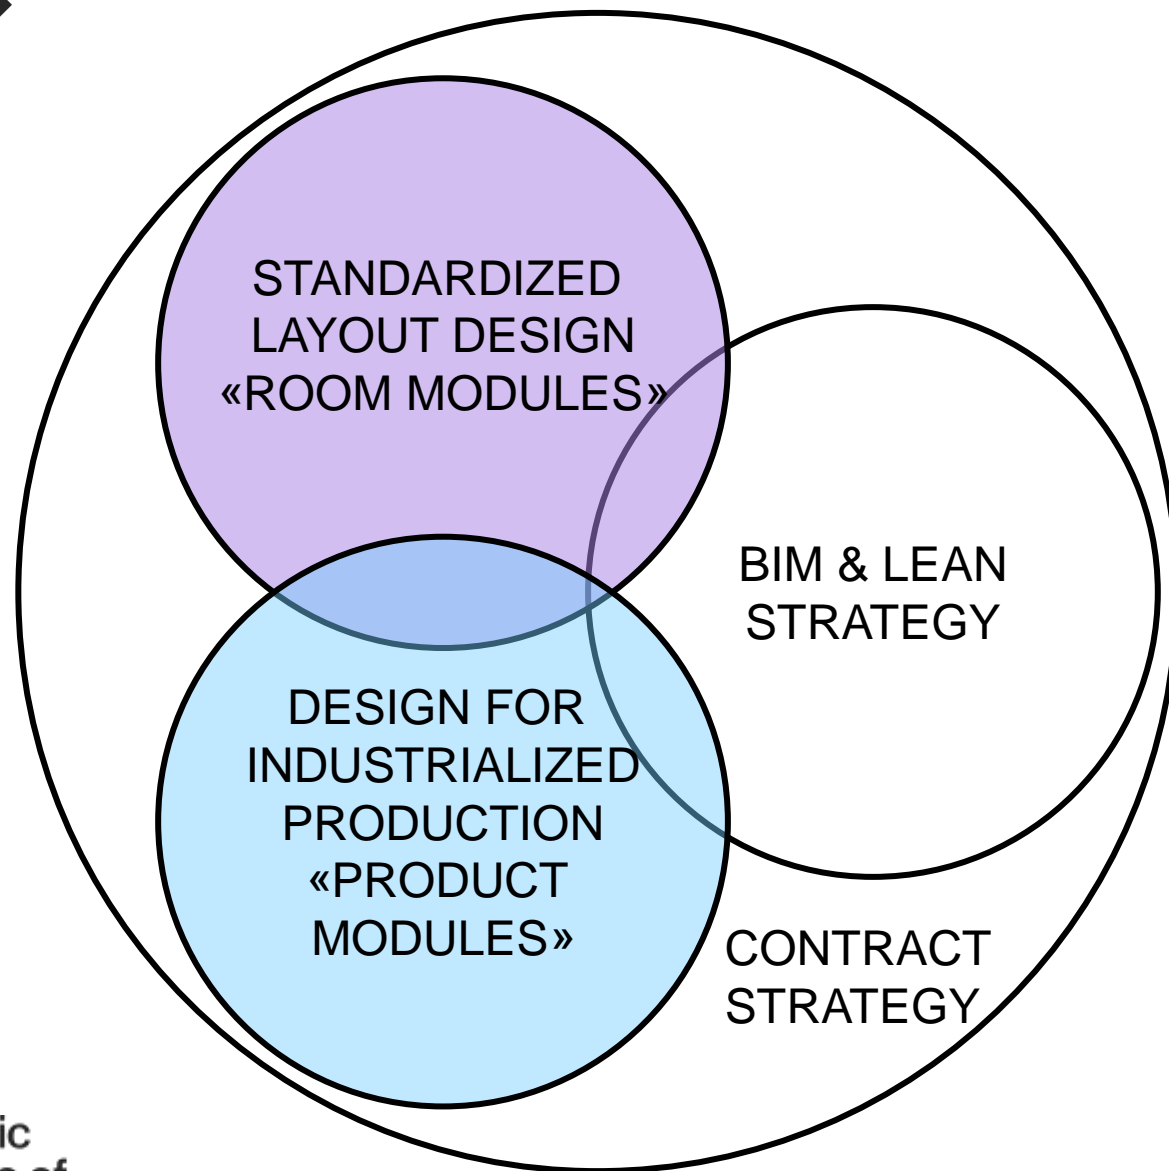 STANDARDIZED
LAYOUT DESIGN
«ROOM MODULES»
BIM & LEAN
STRATEGY
DESIGN FOR
INDUSTRIALIZED
PRODUCTION
«PRODUCT
MODULES»
CONTRACT
STRATEGY
ic